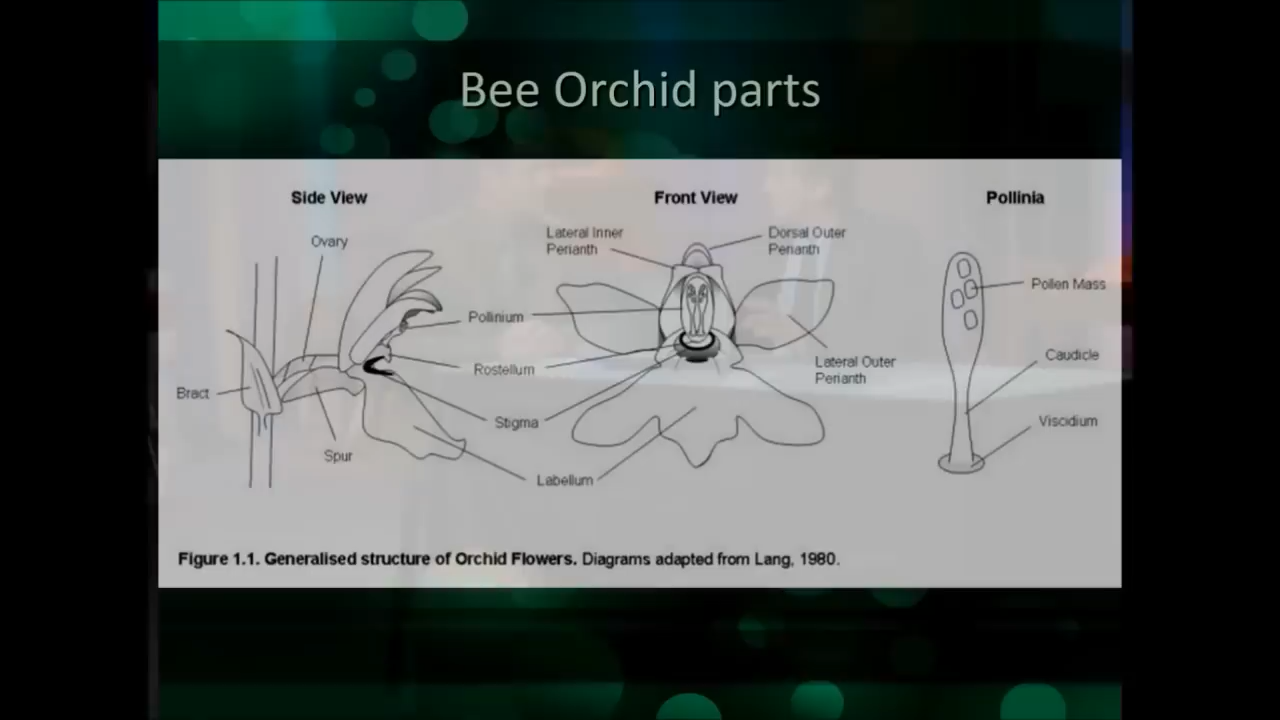 Bee Orchid parts
Side View
Front View
Pollinia
Ovary
Lateral Inner
Perianth
Dorsal Outer
Perianth
Pollen Mass
Pollinium
Caudicle
Rostellum
Lateral Outer
Perianth
Bract
Stigma
Viscidium
Spur
Labellum
Figure 1.1. Generalised structure of Orchid Flowers. Diagrams adapted from Lang, 1980.